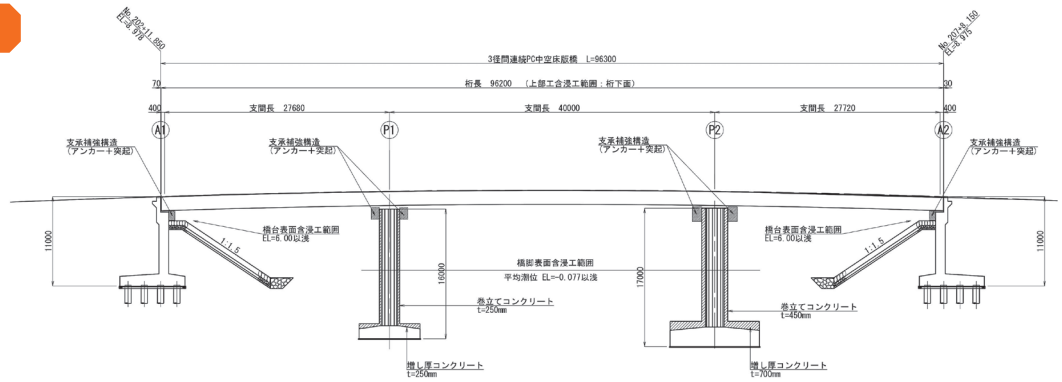 No.202+11.850
EL=8.978
No.207+8.150
EL=8.975
3径間連続PC中空床版橋 L=96300
70
桁長 96200 (上部工含浸工範囲:桁下面)
30
400
支間長 27680
支間長 40000
支間長 27720
400
A1
P1
P2
A2
支承補強構造
(アンカー+突起)
支承補強構造
(アンカー+突起)
支承補強構造
(アンカー+突起)
支承補強構造
(アンカー+突起)
11000
1:1.5
橋台表面含浸工範囲
EL=6.00以浅
橋台表面含浸工範囲
EL=6.00以浅
1:1.5
11000
16000
橋脚表面含浸工範囲
平均潮位 EL=-0.077以浅
17000
巻立てコンクリート
t=250mm
巻立てコンクリート
t=450mm
増し厚コンクリート
t=250mm
増し厚コンクリート
t=700mm